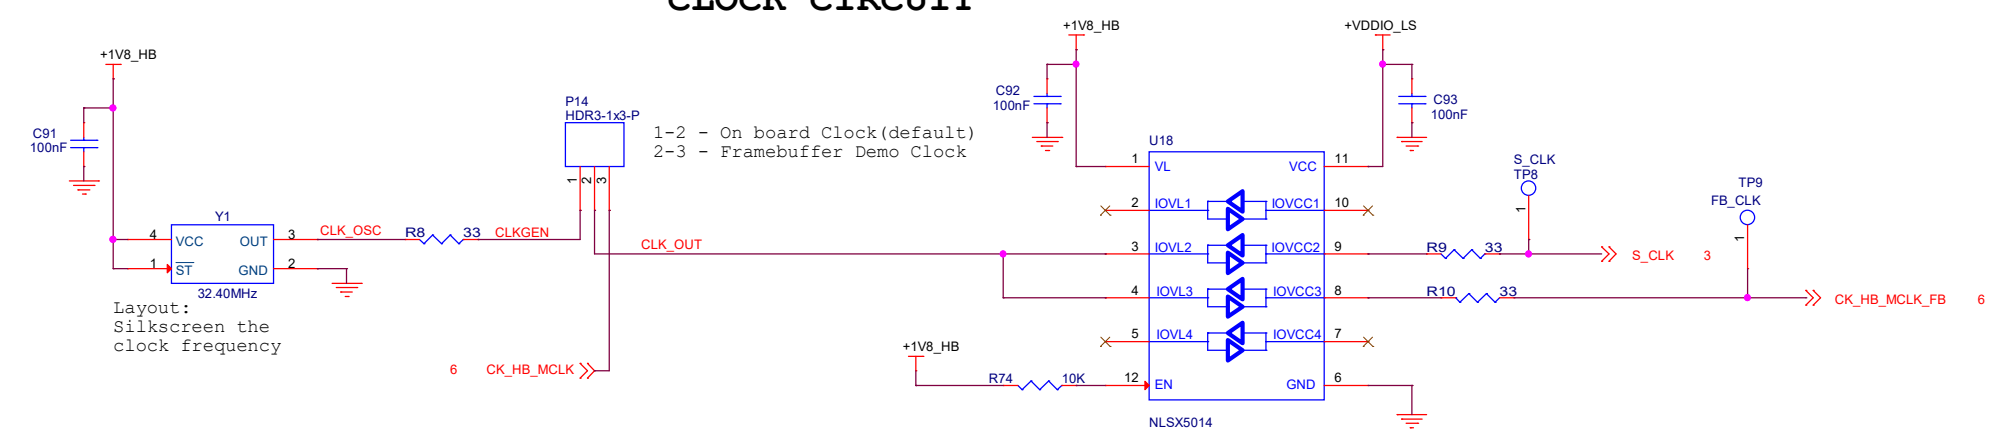 CLOCK CIRCUIT
+1V8_HB
C91
100nF
Y1
4
VCC
OUT
3
1
ST
GND
2
32.40MHz
Layout:
Silkscreen the
clock frequency
CLK_OSC
R8
33
CLKGEN
P14
HDR3-1x3-P
1
2
3
1-2 - On board Clock(default)
2-3 - Framebuffer Demo Clock
CLK_OUT
6
CK_HB_MCLK
+1V8_HB
C92
100nF
+VDDIO_LS
C93
100nF
U18
1
VL
VCC
11
2
IOVL1
IOVCC1
10
3
IOVL2
IOVCC2
9
4
IOVL3
IOVCC3
8
5
IOVL4
IOVCC4
7
12
EN
GND
6
NLSX5014
+1V8_HB
R74
10K
R9
33
R10
33
S_CLK
TP8
1
TP9
FB_CLK
1
S_CLK
3
CK_HB_MCLK_FB
6